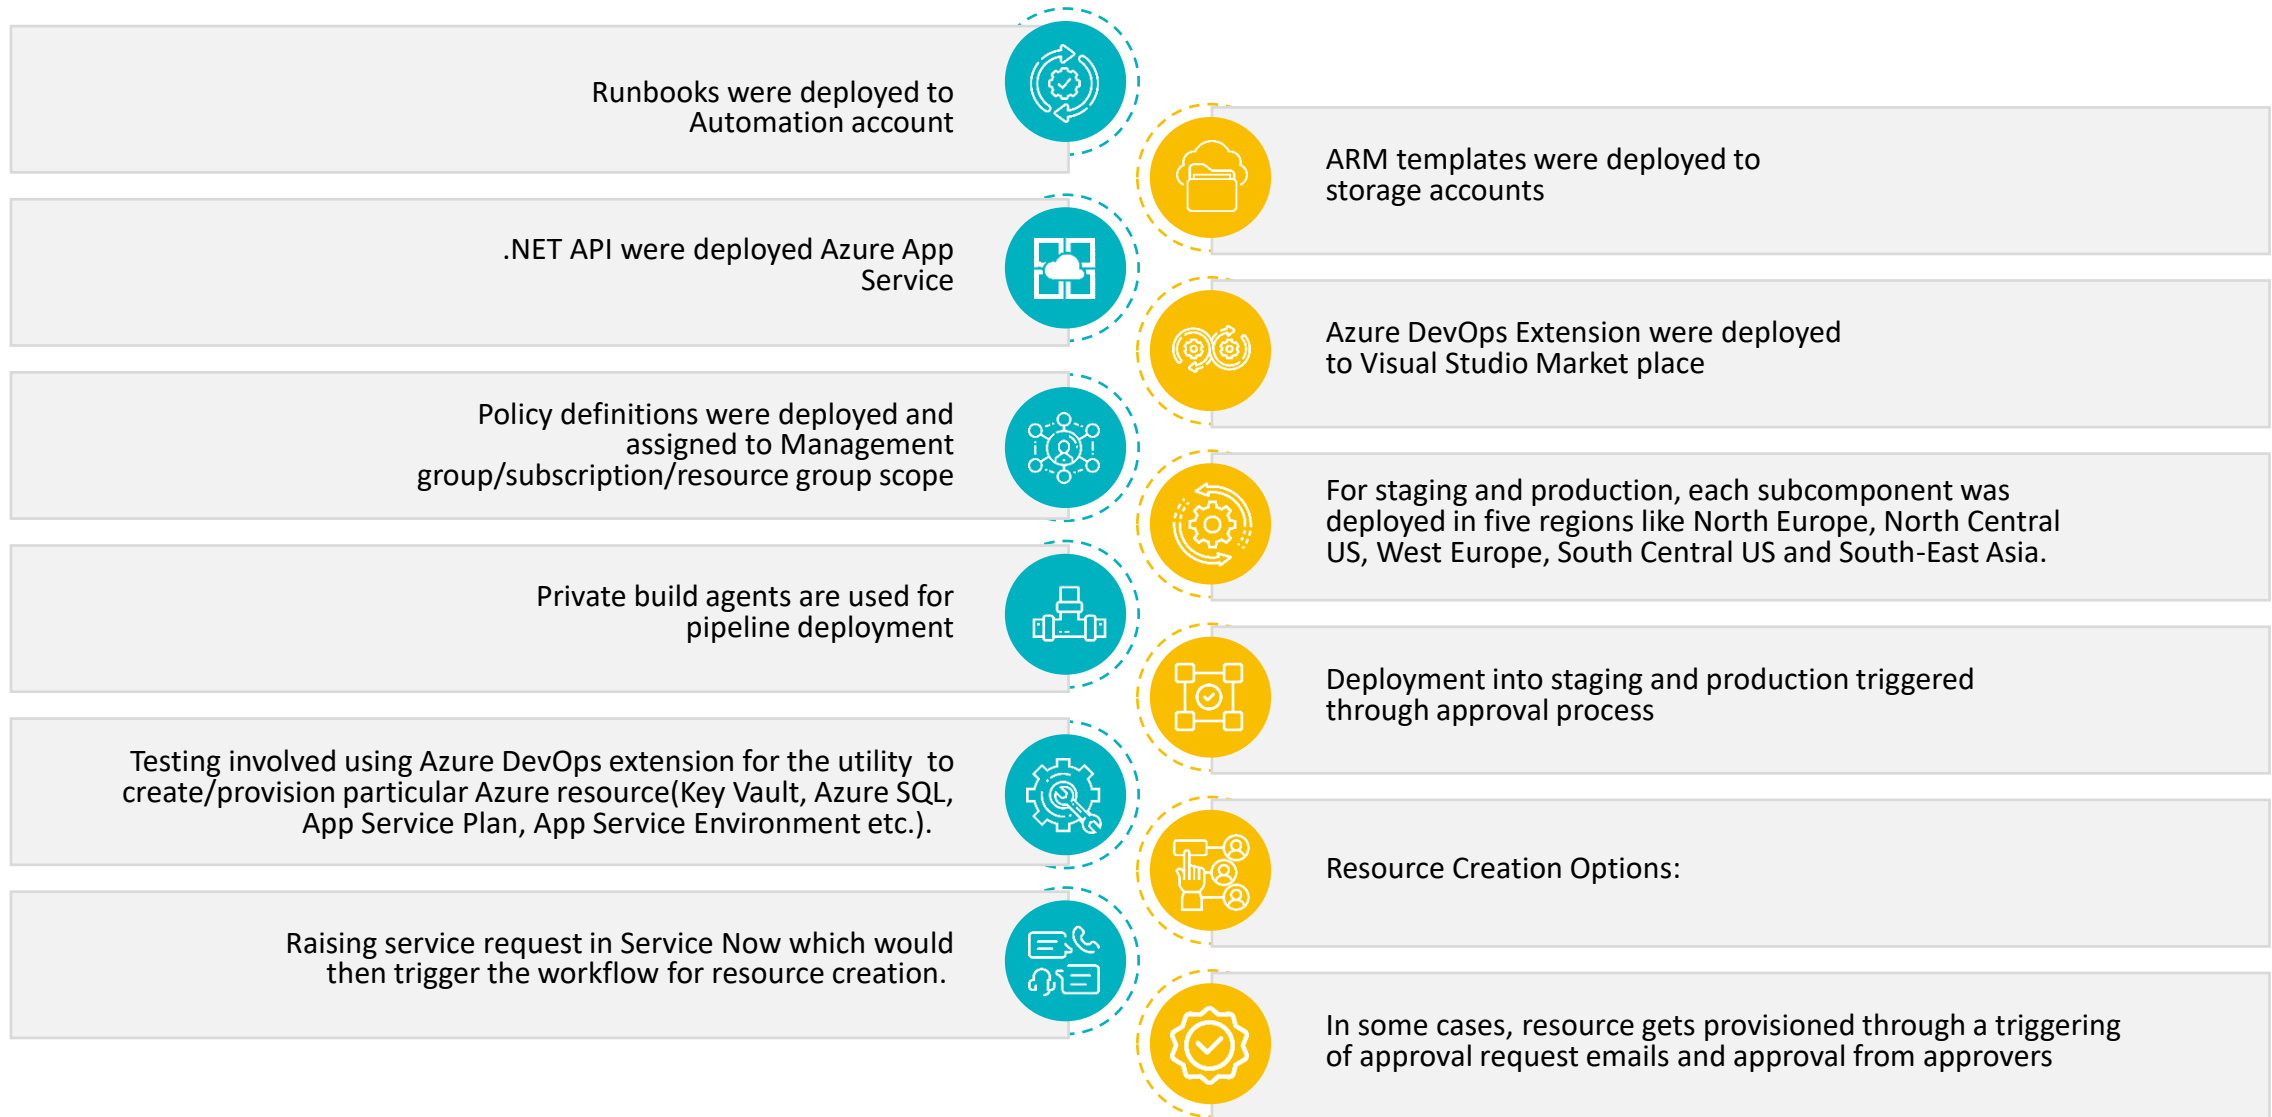 Runbooks were deployed to
Automation account
ARM templates were deployed to
storage accounts
.NET API were deployed Azure App
Service
Azure DevOps Extension were deployed
to Visual Studio Market place
Policy definitions were deployed and
assigned to Management
group/subscription/resource group scope
For staging and production, each subcomponent was
deployed in five regions like North Europe, North Central
US, West Europe, South Central US and South-East Asia.
Private build agents are used for
pipeline deployment
Deployment into staging and production triggered
through approval process
Testing involved using Azure DevOps extension for the utility  to
create/provision particular Azure resource(Key Vault, Azure SQL,
App Service Plan, App Service Environment etc.).
Resource Creation Options:
Raising service request in Service Now which would
then trigger the workflow for resource creation.
In some cases, resource gets provisioned through a triggering
of approval request emails and approval from approvers